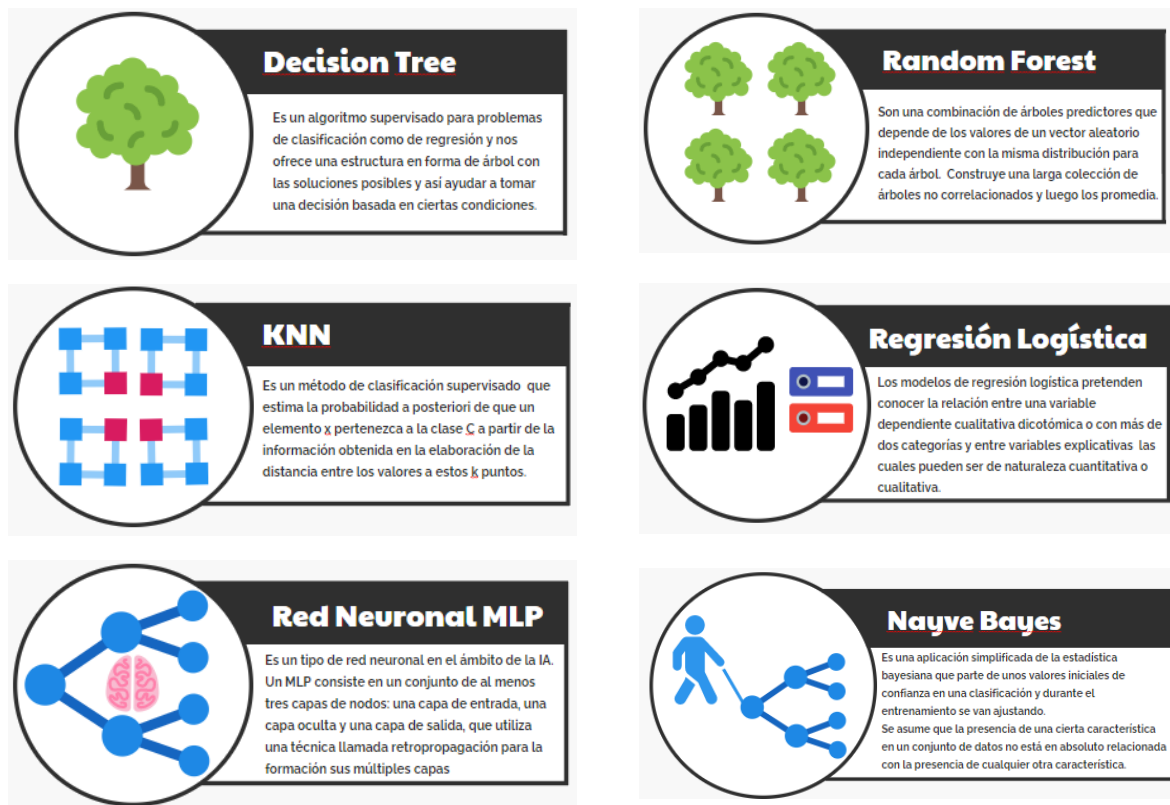 Decision Tree
Es un algoritmo supervisado para problemas
de clasificación como de regresión y nos
ofrece una estructura en forma de árbol con
las soluciones posibles y así ayudar a tomar
una decisión basada en ciertas condiciones.
Random Forest
Son una combinación de árboles predictores que
depende de los valores de un vector aleatorio
independiente con la misma distribución para
cada árbol. Construye una larga colección de
árboles no correlacionados y luego los promedia.
KNN
Es un método de clasificación supervisado que
estima la probabilidad a posteriori de que un
elemento x pertenezca a la clase C a partir de la
información obtenida en la elaboración de la
distancia entre los valores a estos k puntos.
Regresión Logística
Los modelos de regresión logística pretenden
conocer la relación entre una variable
dependiente cualitativa dicotómica o con más de
dos categorías y entre variables explicativas las
cuales pueden ser de naturaleza cuantitativa o
cualitativa.
Red Neuronal MLP
Es un tipo de red neuronal en el ámbito de la IA.
Un MLP consiste en un conjunto de al menos
tres capas de nodos: una capa de entrada, una
capa oculta y una capa de salida, que utiliza
una técnica llamada retropropagación para la
formación sus múltiples capas
Nayve Bayes
Es una aplicación simplificada de la estadística
bayesiana que parte de unos valores iniciales de
confianza en una clasificación y durante el
entrenamiento se van ajustando.
Se asume que la presencia de una cierta característica
en un conjunto de datos no está en absoluto relacionada
con la presencia de cualquier otra característica.